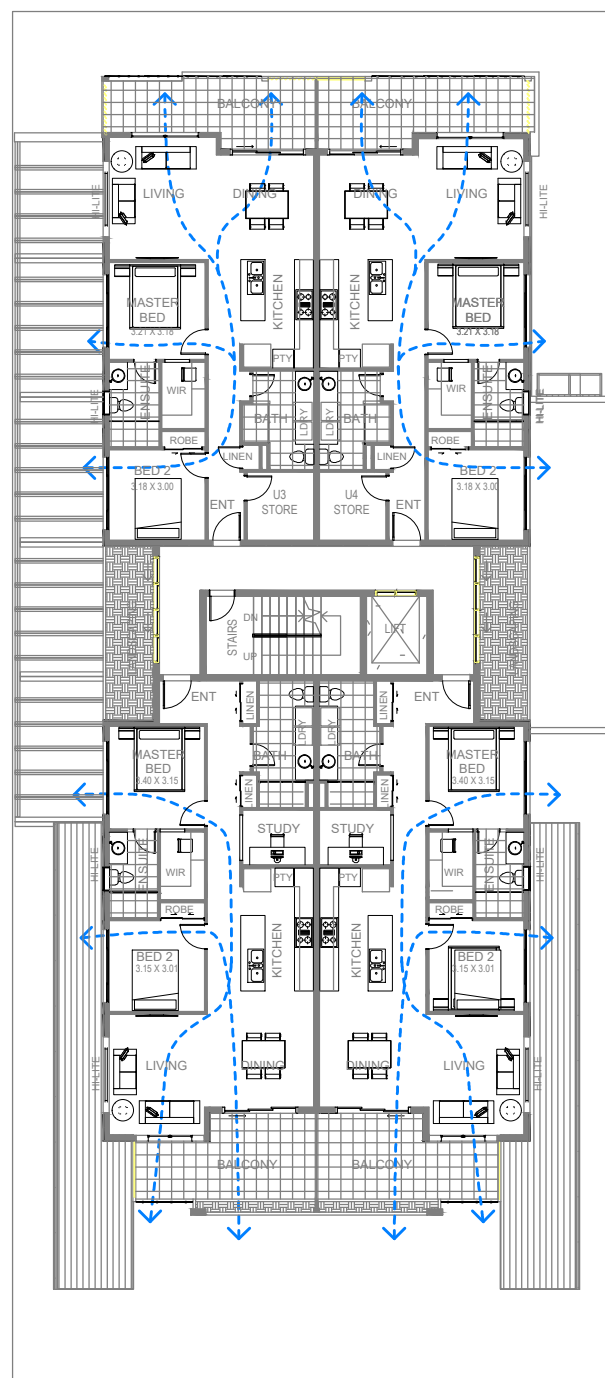 BALCONY
BALCONY
LIVING
DINING
DINING
LIVING
HI-LITE
HI-LITE
KITCHEN
KITCHEN
MASTER
BED
3.21 X 3.18
MASTER
BED
3.21 X 3.18
PTY
PTY
WIR
ENSUITE
WIR
ENSUITE
HI-LITE
HI-LITE
BATH
LDRY
LDRY
BATH
ROBE
ROBE
LINEN
LINEN
BED 2
3.18 X 3.00
BED 2
3.18 X 3.00
U3
STORE
U4
STORE
ENT
ENT
STAIRS
DN
UP
LIFT
ENT
ENT
LINEN
LINEN
LDRY
LDRY
BATH
BATH
MASTER
BED
3.40 X 3.15
MASTER
BED
3.40 X 3.15
LINEN
LINEN
STUDY
STUDY
HI-LITE
ENSUITE
WIR
WIR
ENSUITE
HI-LITE
PTY
PTY
ROBE
ROBE
KITCHEN
KITCHEN
BED 2
3.15 X 3.01
BED 2
3.15 X 3.01
LIVING
DINING
DINING
LIVING
HI-LITE
HI-LITE
BALCONY
BALCONY